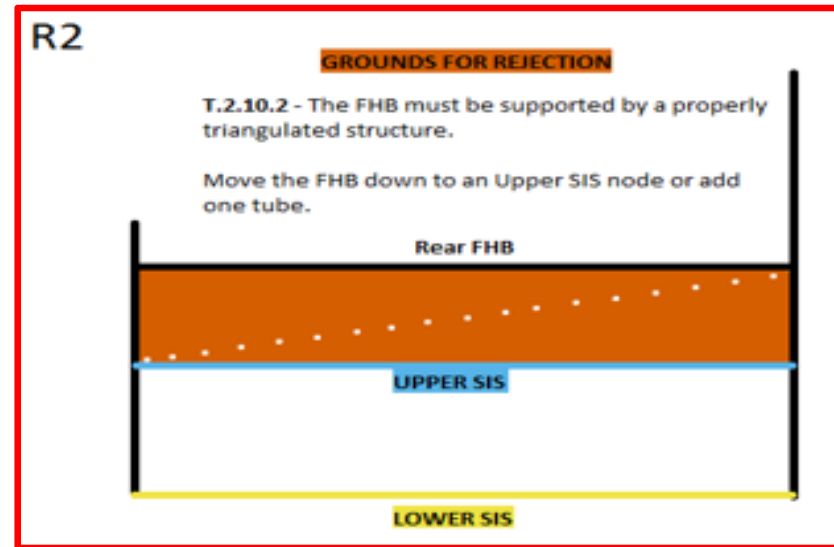 R2
GROUNDS FOR REJECTION
T.2.10.2 - The FHB must be supported by a properly
triangulated structure.
Move the FHB down to an Upper SIS node or add
one tube.
Rear FHB
UPPER SIS
LOWER SIS